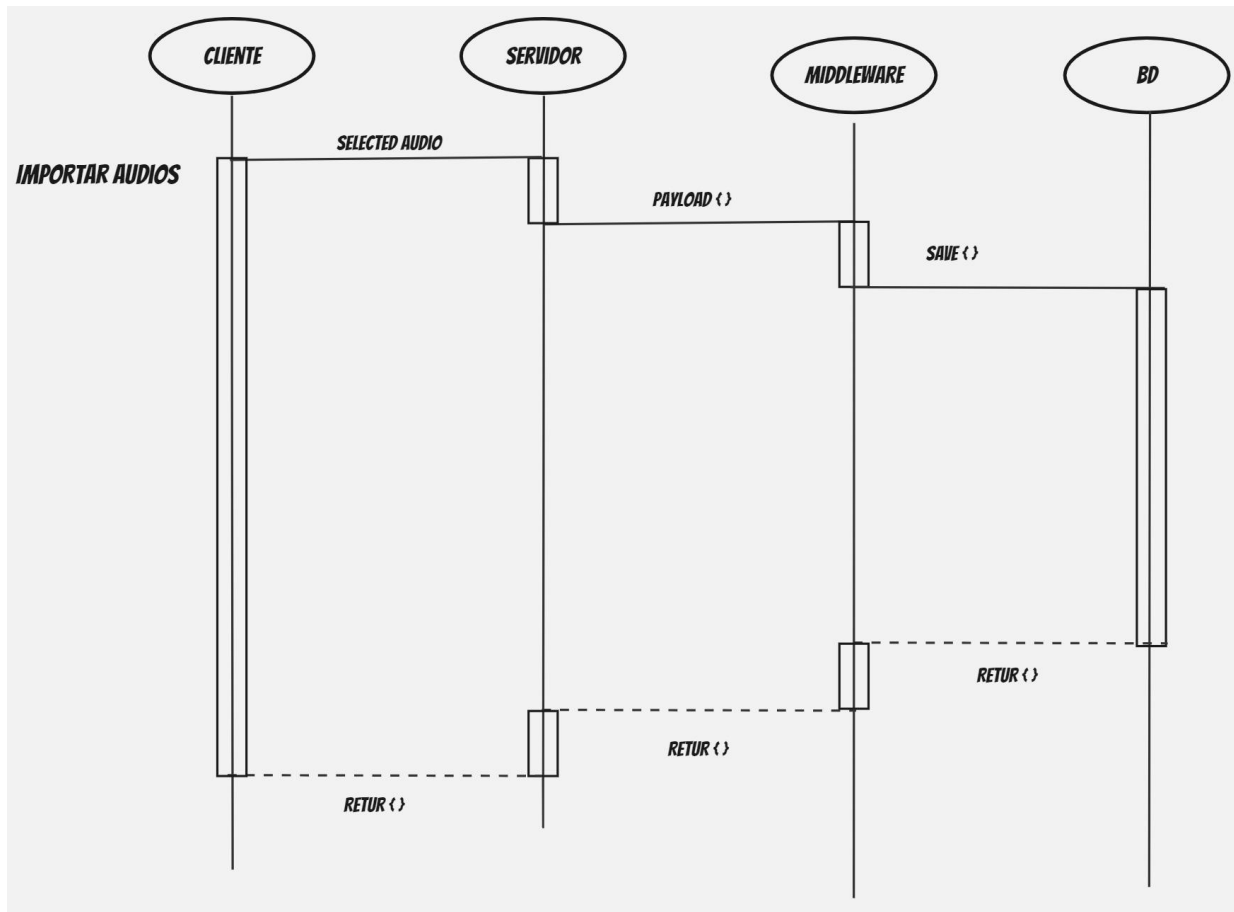 CLIENTE
SERVIDOR
MIDDLEWARE
BD
SELECTED AUDIO
IMPORTAR AUDIOS
PAYLOAD { }
SAVE { }
RETUR { }
RETUR { }
RETUR { }